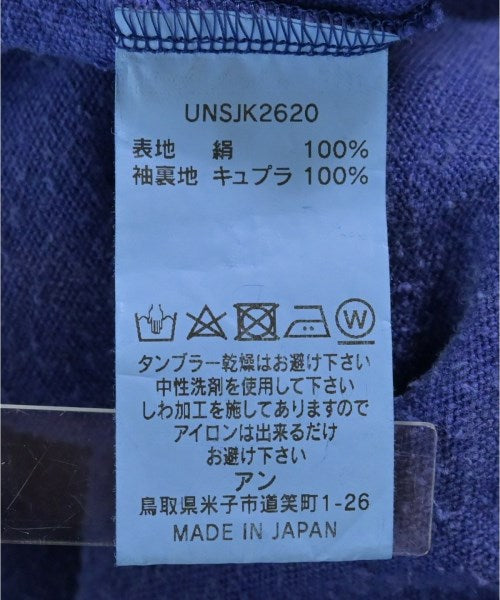 UNSJK2620
表地 絹 100%
袖裏地 キュプラ 100%
W
タンブラー乾燥はお避け下さい
中性洗剤を使用して下さい
しわ加工を施してありますので
アイロンは出来るだけ
お避け下さい
アン
鳥取県米子市道笑町1-26
MADE IN JAPAN